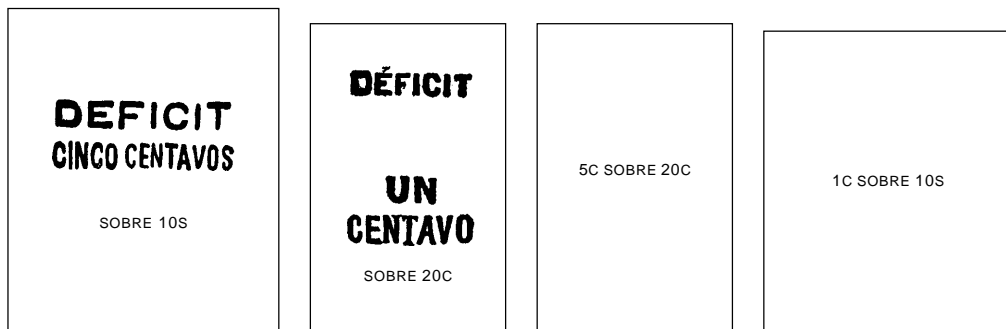 DEFICIT
CINCO CENTAVOS
SOBRE 10S
DÉFICIT
UN
CENTAVO
SOBRE 20C
5C SOBRE 20C
1C SOBRE 10S